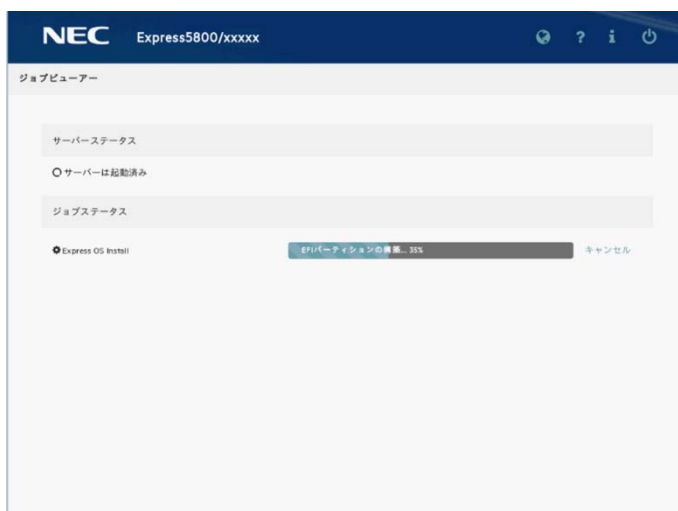 NEC Express5800/xxxxx
ジョブビューアー
サーバーステータス
サーバーは起動済み
ジョブステータス
Express OS Install EFIパーティションの構築... 35% キャンセル